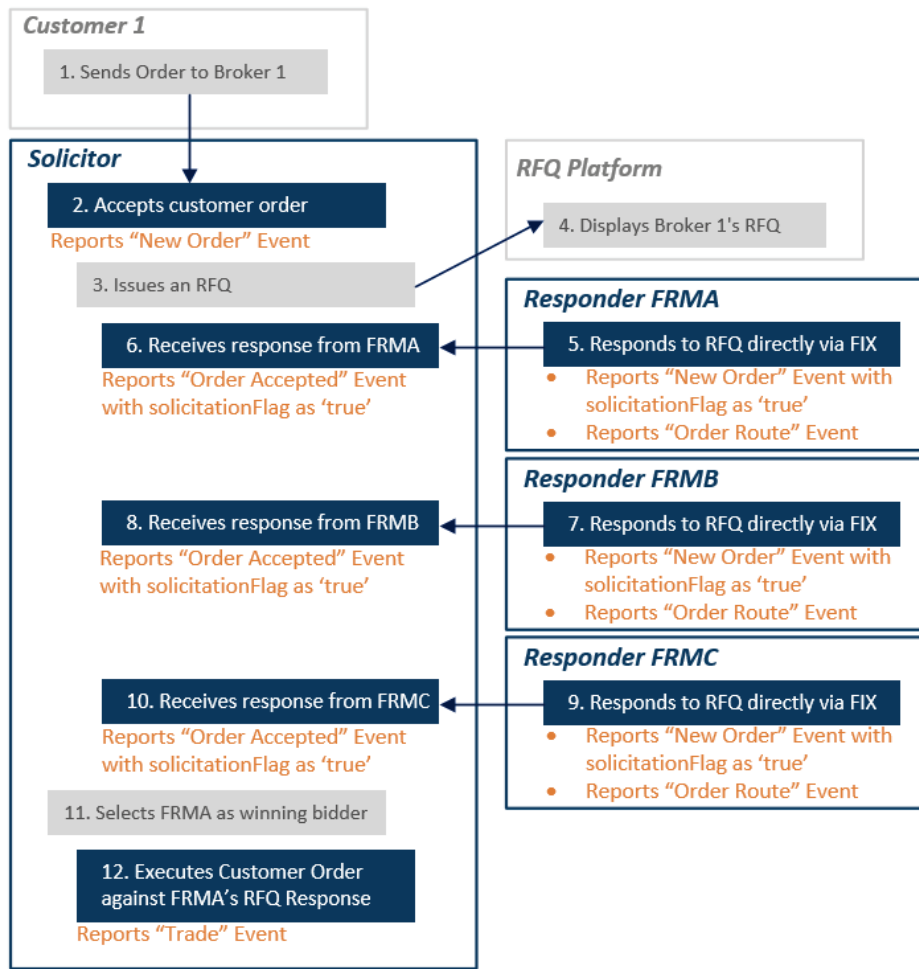 Customer 1
1. Sends Order to Broker 1
Solicitor
2. Accepts customer order
Reports “New Order” Event
3. Issues an RFQ
RFQ Platform
4. Displays Broker 1's RFQ
Responder FRMA
5. Responds to RFQ directly via FIX
• Reports “New Order” Event with
solicitationFlag as ‘true’
• Reports “Order Route” Event
6. Receives response from FRMA
Reports “Order Accepted” Event
with solicitationFlag as ‘true’
Responder FRMB
7. Responds to RFQ directly via FIX
• Reports “New Order” Event with
solicitationFlag as ‘true’
• Reports “Order Route” Event
8. Receives response from FRMB
Reports “Order Accepted” Event
with solicitationFlag as ‘true’
Responder FRMC
9. Responds to RFQ directly via FIX
• Reports “New Order” Event with
solicitationFlag as ‘true’
• Reports “Order Route” Event
10. Receives response from FRMC
Reports “Order Accepted” Event
with solicitationFlag as ‘true’
11. Selects FRMA as winning bidder
12. Executes Customer Order
against FRMA’s RFQ Response
Reports “Trade” Event